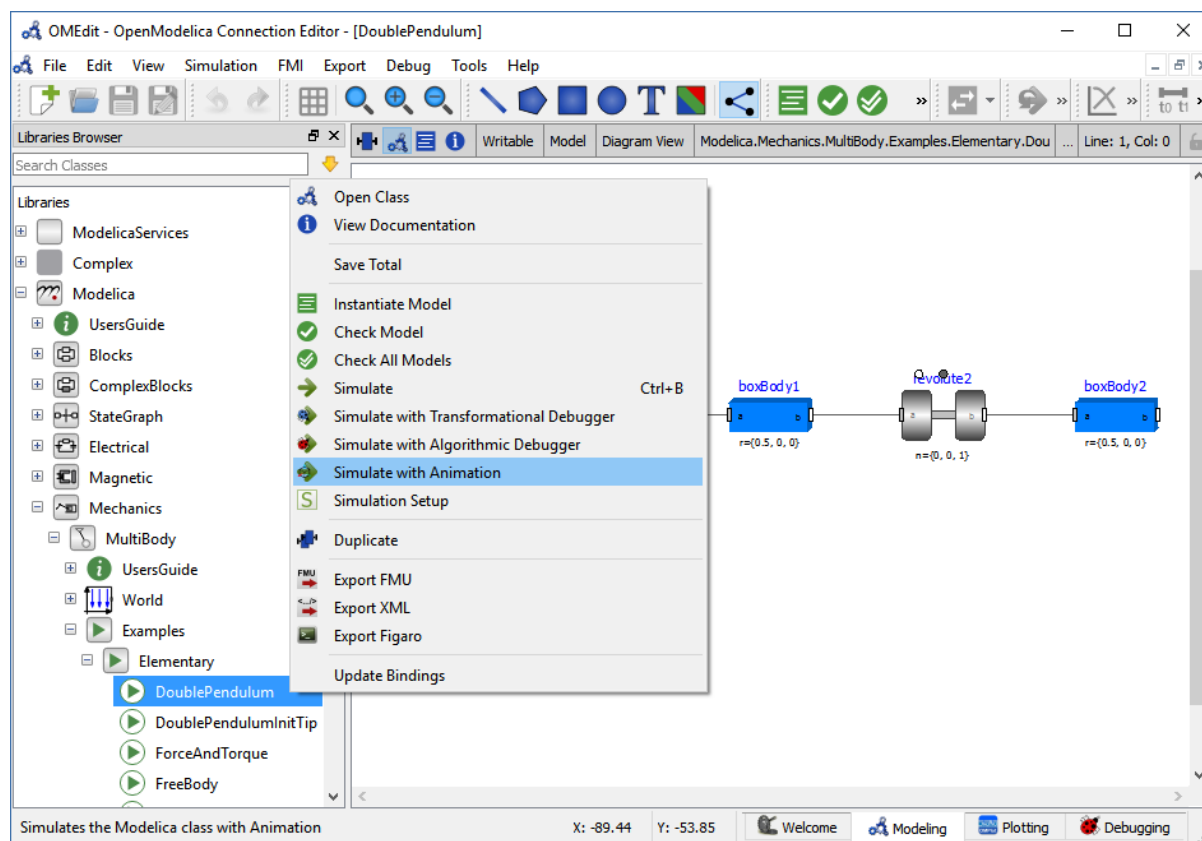 OMEdit - OpenModelica Connection Editor - [DoublePendulum]
File Edit View Simulation FMI Export Debug Tools Help
T » » » t0 t1 »
Libraries Browser
Writable Model Diagram View Modelica.Mechanics.MultiBody.Examples.Elementary.Dou ... Line: 1, Col: 0
Search Classes
Libraries
ModelicaServices
Complex
Modelica
UsersGuide
Blocks
ComplexBlocks
StateGraph
Electrical
Magnetic
Mechanics
MultiBody
UsersGuide
World
Examples
Elementary
DoublePendulum
DoublePendulumInitTip
ForceAndTorque
FreeBody
Open Class
View Documentation
Save Total
Instantiate Model
Check Model
Check All Models
Simulate Ctrl+B
Simulate with Transformational Debugger
Simulate with Algorithmic Debugger
Simulate with Animation
S Simulation Setup
Duplicate
FMU Export FMU
Export XML
Export Figaro
Update Bindings
boxBody1 revolute2 boxBody2
a b a b a b
r={0.5, 0, 0} n={0, 0, 1} r={0.5, 0, 0}
Simulates the Modelica class with Animation X: -89.44 Y: -53.85 Welcome Modeling Plotting Debugging